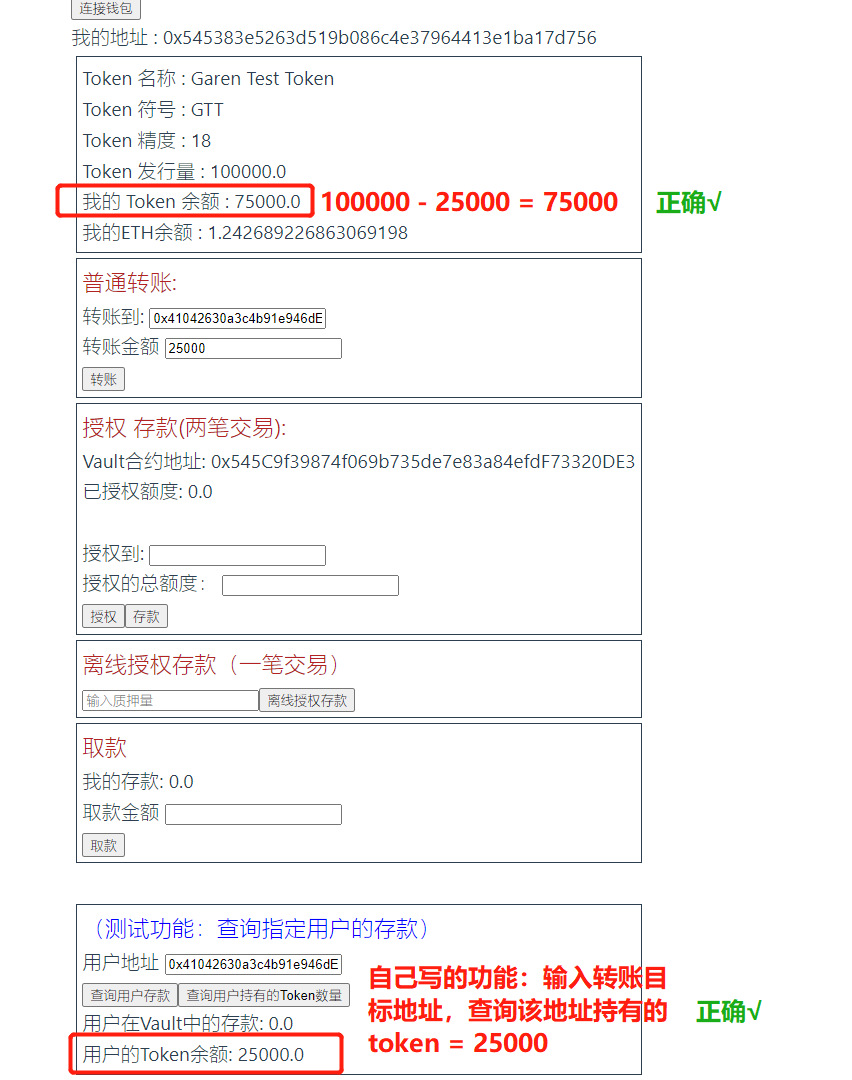 连接钱包
我的地址 : 0x545383e5263d519b086c4e37964413e1ba17d756
Token 名称 : Garen Test Token
Token 符号 : GTT
Token 精度 : 18
Token 发行量 : 100000.0
我的 Token 余额 : 75000.0 100000 - 25000 = 75000 正确√
我的ETH余额 : 1.242689226863069198
普通转账:
转账到: 0x41042630a3c4b91e946dE
转账金额 25000
转账
授权 存款(两笔交易):
Vault合约地址: 0x545C9f39874f069b735de7e83a84efdF73320DE3
已授权额度: 0.0
授权到:
授权的总额度：
授权 存款
离线授权存款（一笔交易）
输入质押量 离线授权存款
取款
我的存款: 0.0
取款金额
取款
（测试功能：查询指定用户的存款）
用户地址 0x41042630a3c4b91e946dE
查询用户存款 查询用户持有的Token数量
用户在Vault中的存款: 0.0
用户的Token余额: 25000.0
自己写的功能：输入转账目
标地址，查询该地址持有的
token = 25000
正确√